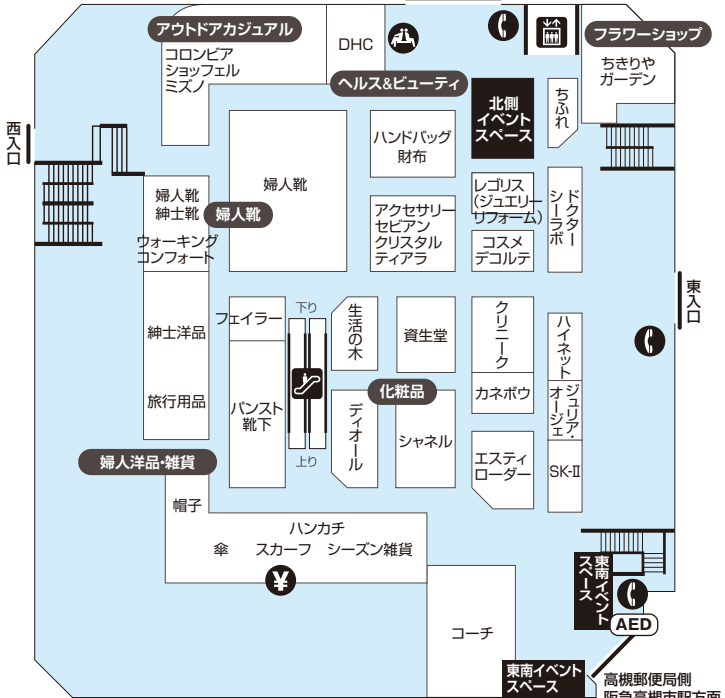 アウトドアカジュアル
コロンビア
ショッフェル
ミズノ
DHC
フラワーショップ
ちきりや
ガーデン
ヘルス&ビューティ
北側
イベント
スペース
ちふれ
西入口
ハンドバッグ
財布
婦人靴
婦人靴
紳士靴
婦人靴
ウォーキング
コンフォート
アクセサリー
セビアン
クリスタル
ティアラ
レゴリス
(ジュエリー
リフォーム)
コスメ
デコルテ
ドクター
シーラボ
東入口
紳士洋品
旅行用品
フェイラー
下り
生活の木
資生堂
クリニーク
ハイネット
パンスト
靴下
化粧品
カネボウ
ジュリア・
オージェ
ディオール
シャネル
上り
エスティ
ローダー
SK-II
婦人洋品・雑貨
帽子
ハンカチ
傘 スカーフ シーズン雑貨
¥
コーチ
東南イベント
スペース
AED
東南イベント
スペース
高槻郵便局側
阪急高槻市駅方面